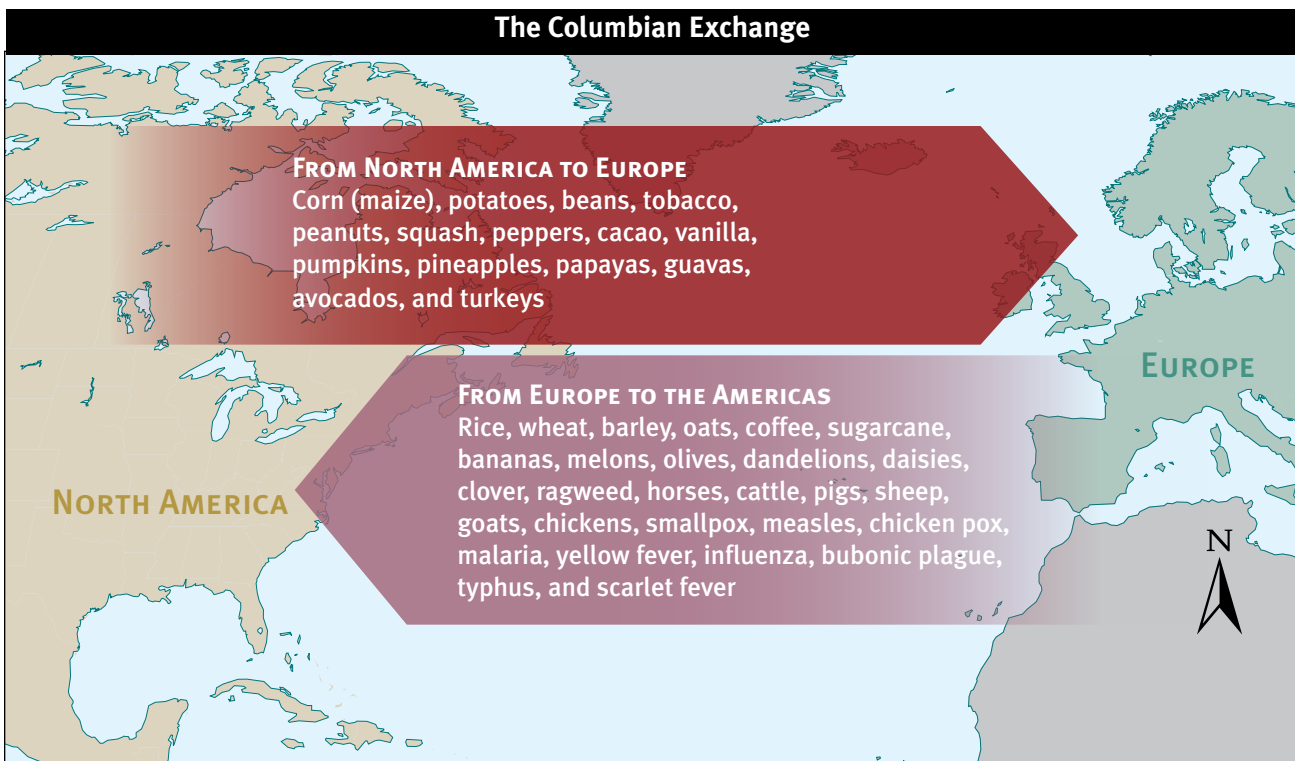 The Columbian Exchange
From North America to Europe
Corn (maize), potatoes, beans, tobacco,
peanuts, squash, peppers, cacao, vanilla,
pumpkins, pineapples, papayas, guavas,
avocados, and turkeys
Europe
From Europe to the Americas
Rice, wheat, barley, oats, coffee, sugarcane,
bananas, melons, olives, dandelions, daisies,
clover, ragweed, horses, cattle, pigs, sheep,
goats, chickens, smallpox, measles, chicken pox,
malaria, yellow fever, influenza, bubonic plague,
typhus, and scarlet fever
North America
N